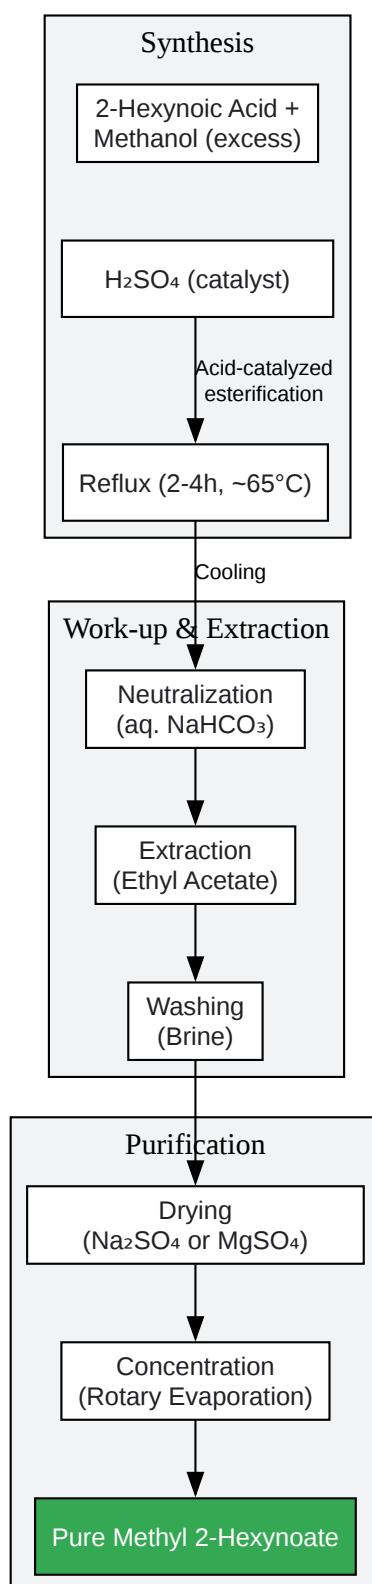 Synthesis
2-Hexynoic Acid +
Methanol (excess)
H₂SO₄ (catalyst)
Acid-catalyzed
esterification
Reflux (2-4h, ~65°C)
Cooling
Work-up & Extraction
Neutralization
(aq. NaHCO₃)
Extraction
(Ethyl Acetate)
Washing
(Brine)
Purification
Drying
(Na₂SO₄ or MgSO₄)
Concentration
(Rotary Evaporation)
Pure Methyl 2-Hexynoate